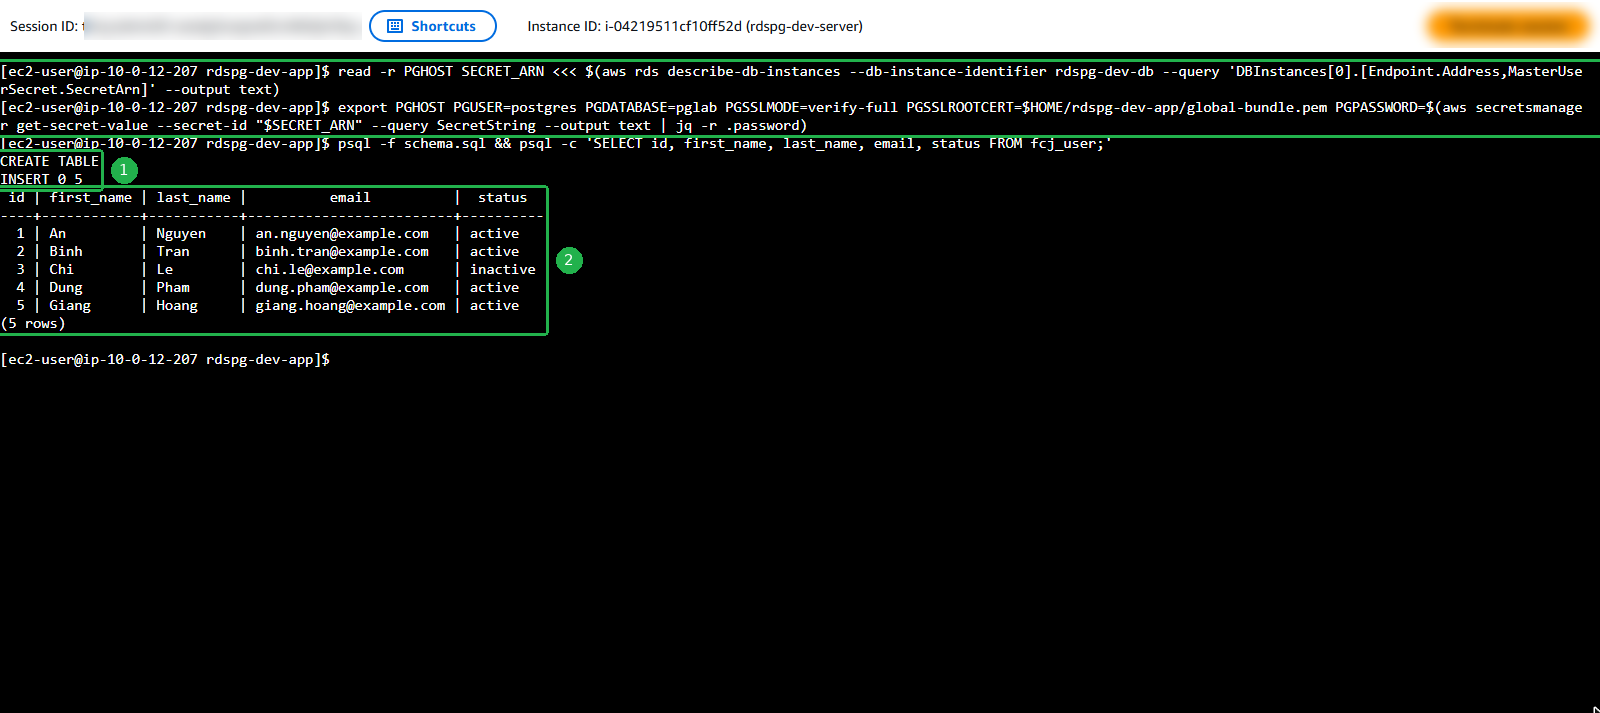 Session ID: Shortcuts Instance ID: i-04219511cf10ff52d (rdspg-dev-server)
[ec2-user@ip-10-0-12-207 rdspg-dev-app]$ read -r PGHOST SECRET_ARN <<< $(aws rds describe-db-instances --db-instance-identifier rdspg-dev-db --query 'DBInstances[0].[Endpoint.Address,MasterUse
rSecret.SecretArn]' --output text)
[ec2-user@ip-10-0-12-207 rdspg-dev-app]$ export PGHOST PGUSER=postgres PGDATABASE=pglab PGSSLMODE=verify-full PGSSLROOTCERT=$HOME/rdspg-dev-app/global-bundle.pem PGPASSWORD=$(aws secretsmanage
r get-secret-value --secret-id "$SECRET_ARN" --query SecretString --output text | jq -r .password)
[ec2-user@ip-10-0-12-207 rdspg-dev-app]$ psql -f schema.sql && psql -c 'SELECT id, first_name, last_name, email, status FROM fcj_user;'
CREATE TABLE
1
INSERT 0 5
 id | first_name | last_name |          email          |  status
----+------------+-----------+-------------------------+----------
  1 | An         | Nguyen    | an.nguyen@example.com   | active
  2 | Binh       | Tran      | binh.tran@example.com   | active
2
  3 | Chi        | Le        | chi.le@example.com      | inactive
  4 | Dung       | Pham      | dung.pham@example.com   | active
  5 | Giang      | Hoang     | giang.hoang@example.com | active
(5 rows)
[ec2-user@ip-10-0-12-207 rdspg-dev-app]$